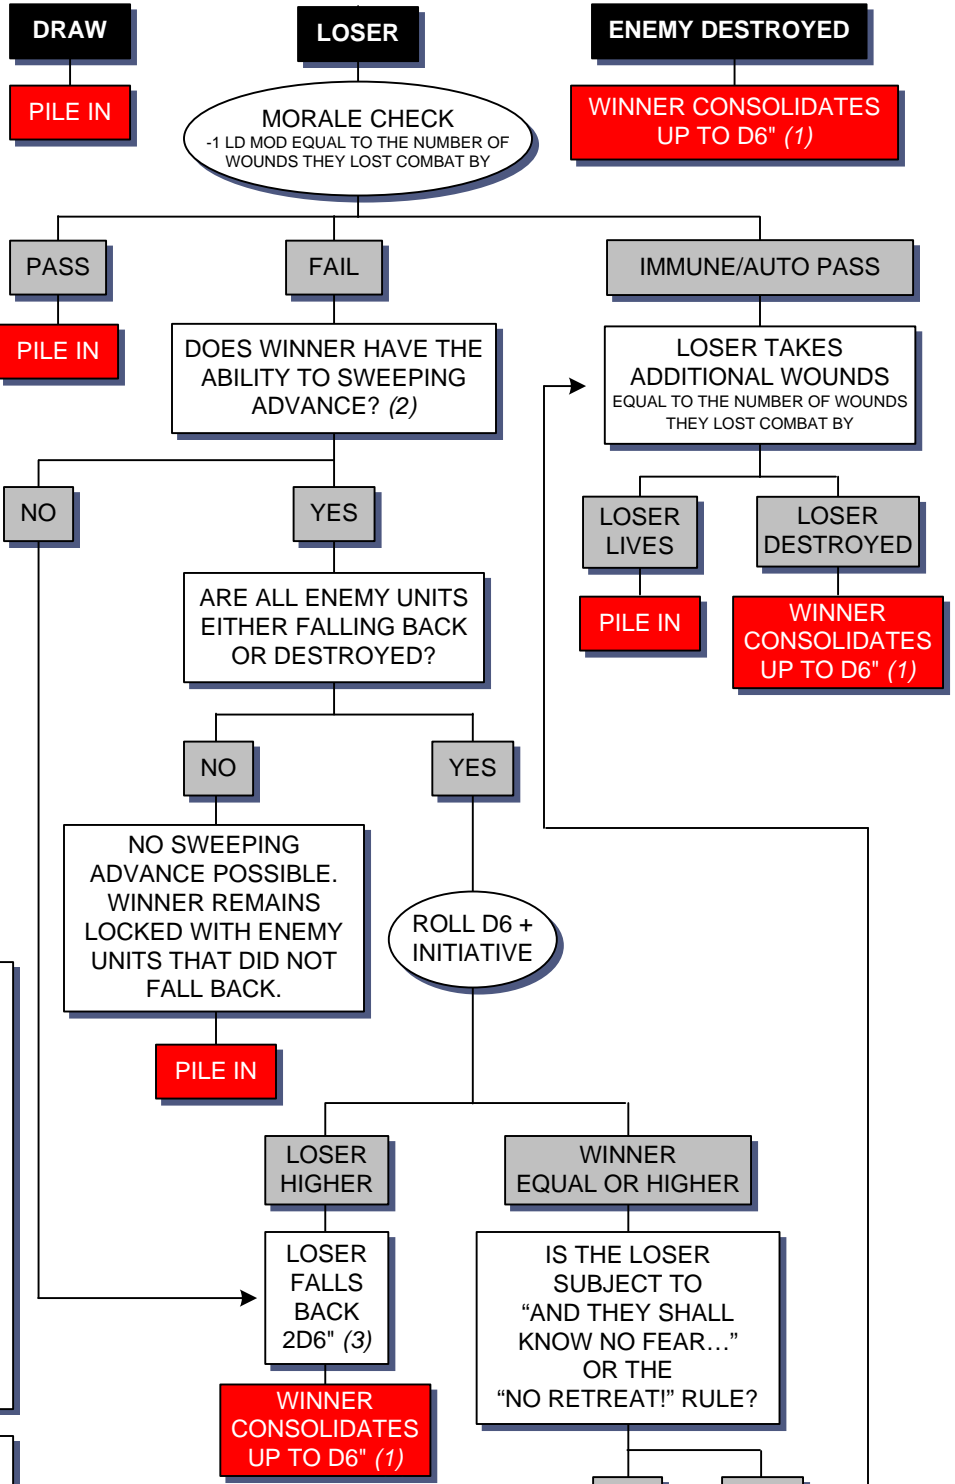 DRAW
LOSER
ENEMY DESTROYED
PILE IN
MORALE CHECK
-1 LD MOD EQUAL TO THE NUMBER OF
WOUNDS THEY LOST COMBAT BY
WINNER CONSOLIDATES
UP TO D6" (1)
PASS
FAIL
IMMUNE/AUTO PASS
PILE IN
DOES WINNER HAVE THE
ABILITY TO SWEEPING
ADVANCE? (2)
LOSER TAKES
ADDITIONAL WOUNDS
EQUAL TO THE NUMBER OF WOUNDS
THEY LOST COMBAT BY
NO
YES
LOSER
LIVES
LOSER
DESTROYED
ARE ALL ENEMY UNITS
EITHER FALLING BACK
OR DESTROYED?
PILE IN
WINNER
CONSOLIDATES
UP TO D6" (1)
NO
YES
NO SWEEPING
ADVANCE POSSIBLE.
WINNER REMAINS
LOCKED WITH ENEMY
UNITS THAT DID NOT
FALL BACK.
ROLL D6 +
INITIATIVE
PILE IN
LOSER
HIGHER
WINNER
EQUAL OR HIGHER
LOSER
FALLS
BACK
2D6" (3)
IS THE LOSER
SUBJECT TO
“AND THEY SHALL
KNOW NO FEAR…”
OR THE
“NO RETREAT!” RULE?
WINNER
CONSOLIDATES
UP TO D6" (1)